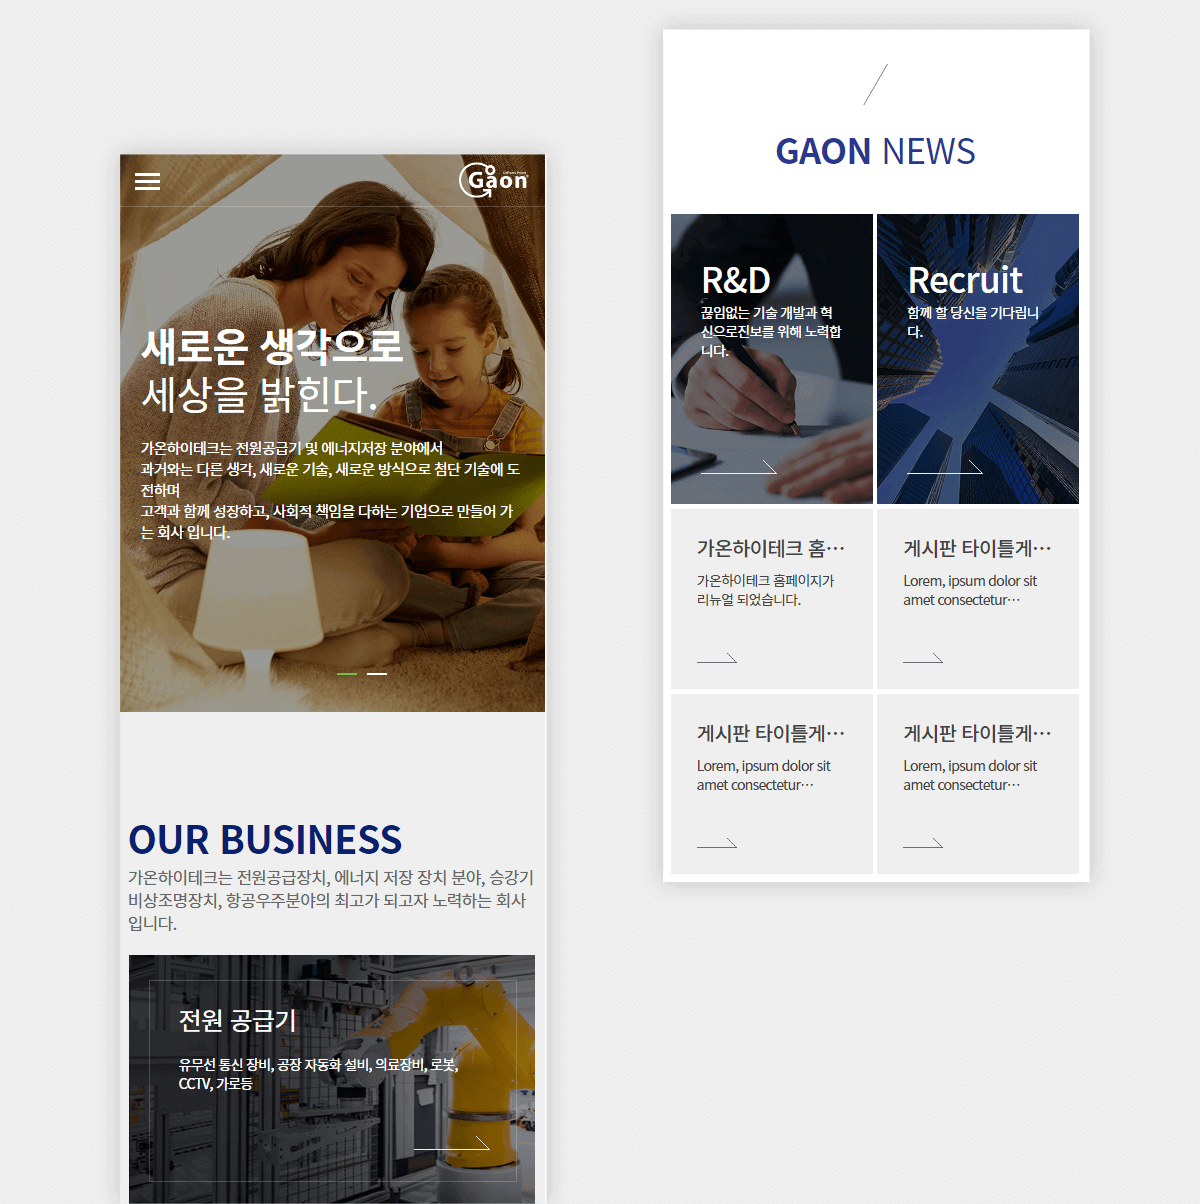 Gaon
새로운 생각으로
세상을 밝힌다.
가온하이테크는 전원공급기 및 에너지저장 분야에서
과거와는 다른 생각, 새로운 기술, 새로운 방식으로 첨단 기술에 도
전하며
고객과 함께 성장하고, 사회적 책임을 다하는 기업으로 만들어 가
는 회사 입니다.
OUR BUSINESS
가온하이테크는 전원공급장치, 에너지 저장 장치 분야, 승강기
비상조명장치, 항공우주분야의 최고가 되고자 노력하는 회사
입니다.
전원 공급기
유무선 통신 장비, 공장 자동화 설비, 의료장비, 로봇,
CCTV, 가로등
GAON NEWS
R&D
끊임없는 기술 개발과 혁
신으로진보를 위해 노력합
니다.
Recruit
함께 할 당신을 기다립니
다.
가온하이테크 홈…
가온하이테크 홈페이지가
리뉴얼 되었습니다.
게시판 타이틀게…
Lorem, ipsum dolor sit
amet consectetur…
게시판 타이틀게…
Lorem, ipsum dolor sit
amet consectetur…
게시판 타이틀게…
Lorem, ipsum dolor sit
amet consectetur…